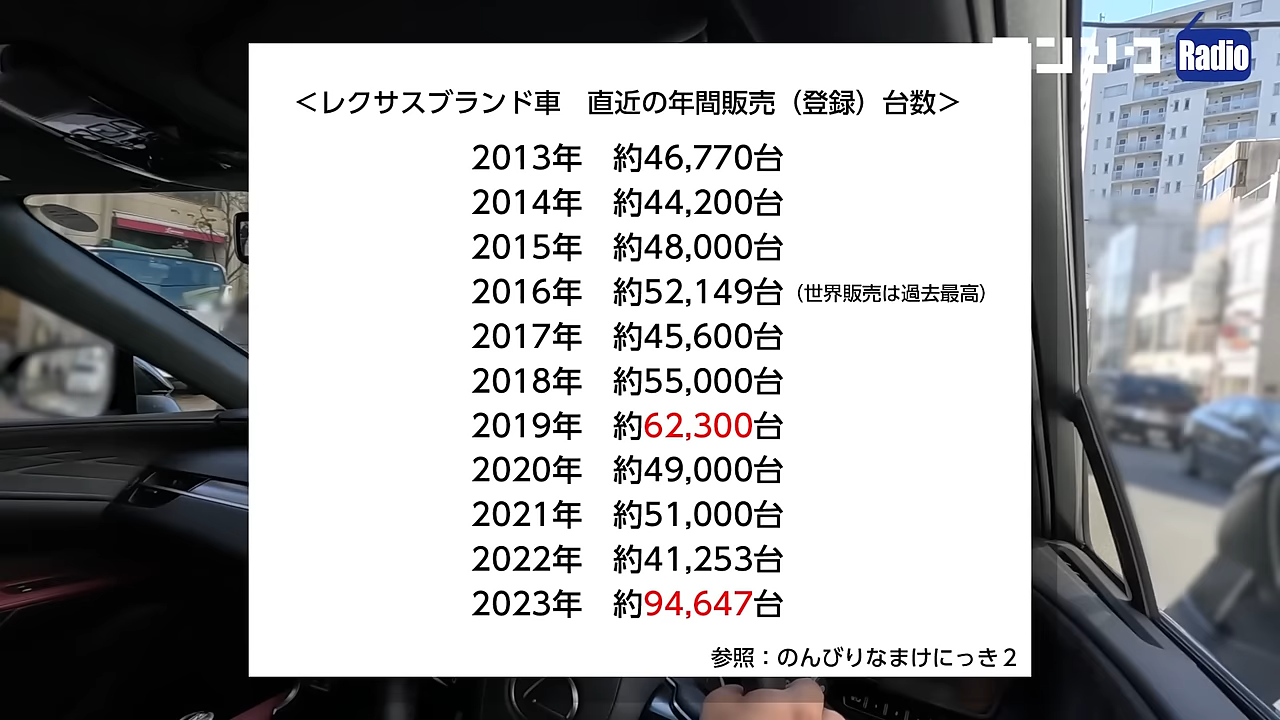 Radio
＜レクサスブランド車　直近の年間販売（登録）台数＞
2013年　約46,770台
2014年　約44,200台
2015年　約48,000台
2016年　約52,149台（世界販売は過去最高）
2017年　約45,600台
2018年　約55,000台
2019年　約62,300台
2020年　約49,000台
2021年　約51,000台
2022年　約41,253台
2023年　約94,647台
参照：のんびりなまけにっき２